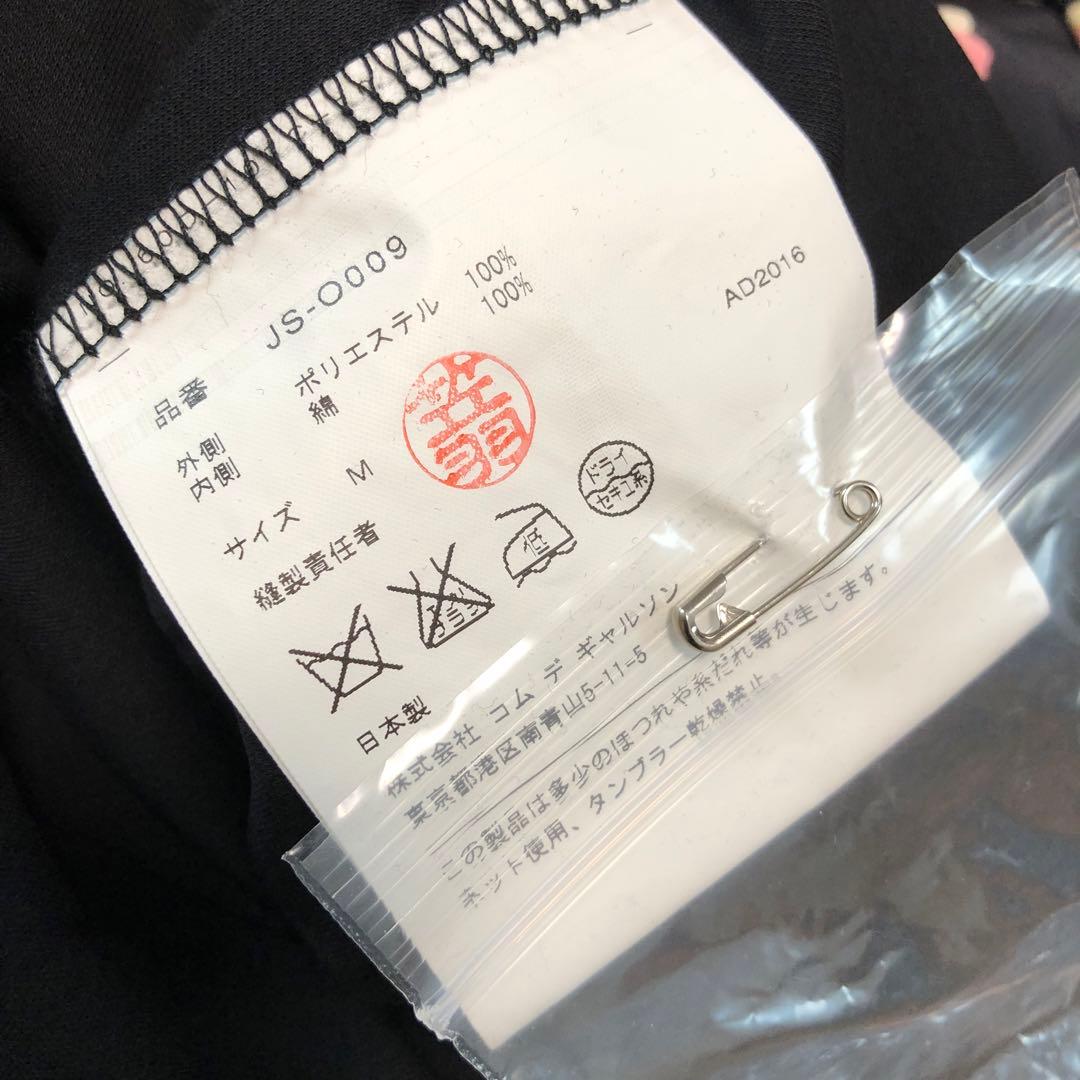 品番 JS-O009
外側 ポリエステル 100%
内側 綿 100%
サイズ M
縫製責任者
エンソ
低
ドライ
セキユ系
日本製
AD2016
株式会社 コム デ ギャルソン
東京都港区南青山5-11-5
この製品は多少のほつれや糸だれ等が生じます。
ネット使用、タンブラー乾燥禁止。